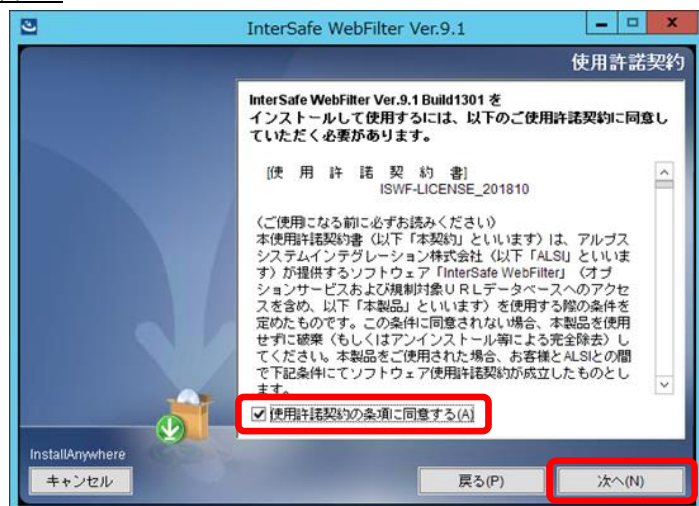 InterSafe WebFilter Ver.9.1
使用許諾契約
InterSafe WebFilter Ver.9.1 Build1301 を
インストールして使用するには、以下のご使用許諾契約に同意し
ていただく必要があります。
[使 用 許 諾 契 約 書]
ISWF-LICENSE_201810
(ご使用になる前に必ずお読みください)
本使用許諾契約書（以下「本契約」といいます）は、アルプス
システムインテグレーション株式会社（以下「ALSI」といいま
す）が提供するソフトウェア「InterSafe WebFilter」（オプ
ションサービスおよび規制対象ＵＲＬデータベースへのアクセ
スを含め、以下「本製品」といいます）を使用する際の条件を
定めたものです。この条件に同意されない場合、本製品を使用
せずに破棄（もしくはアンインストール等による完全除去）し
てください。本製品をご使用された場合、お客様とALSIとの間
で下記条件にてソフトウェア使用許諾契約が成立したものとし
ます。
使用許諾契約の条項に同意する(A)
InstallAnywhere
キャンセル
戻る(P)
次へ(N)